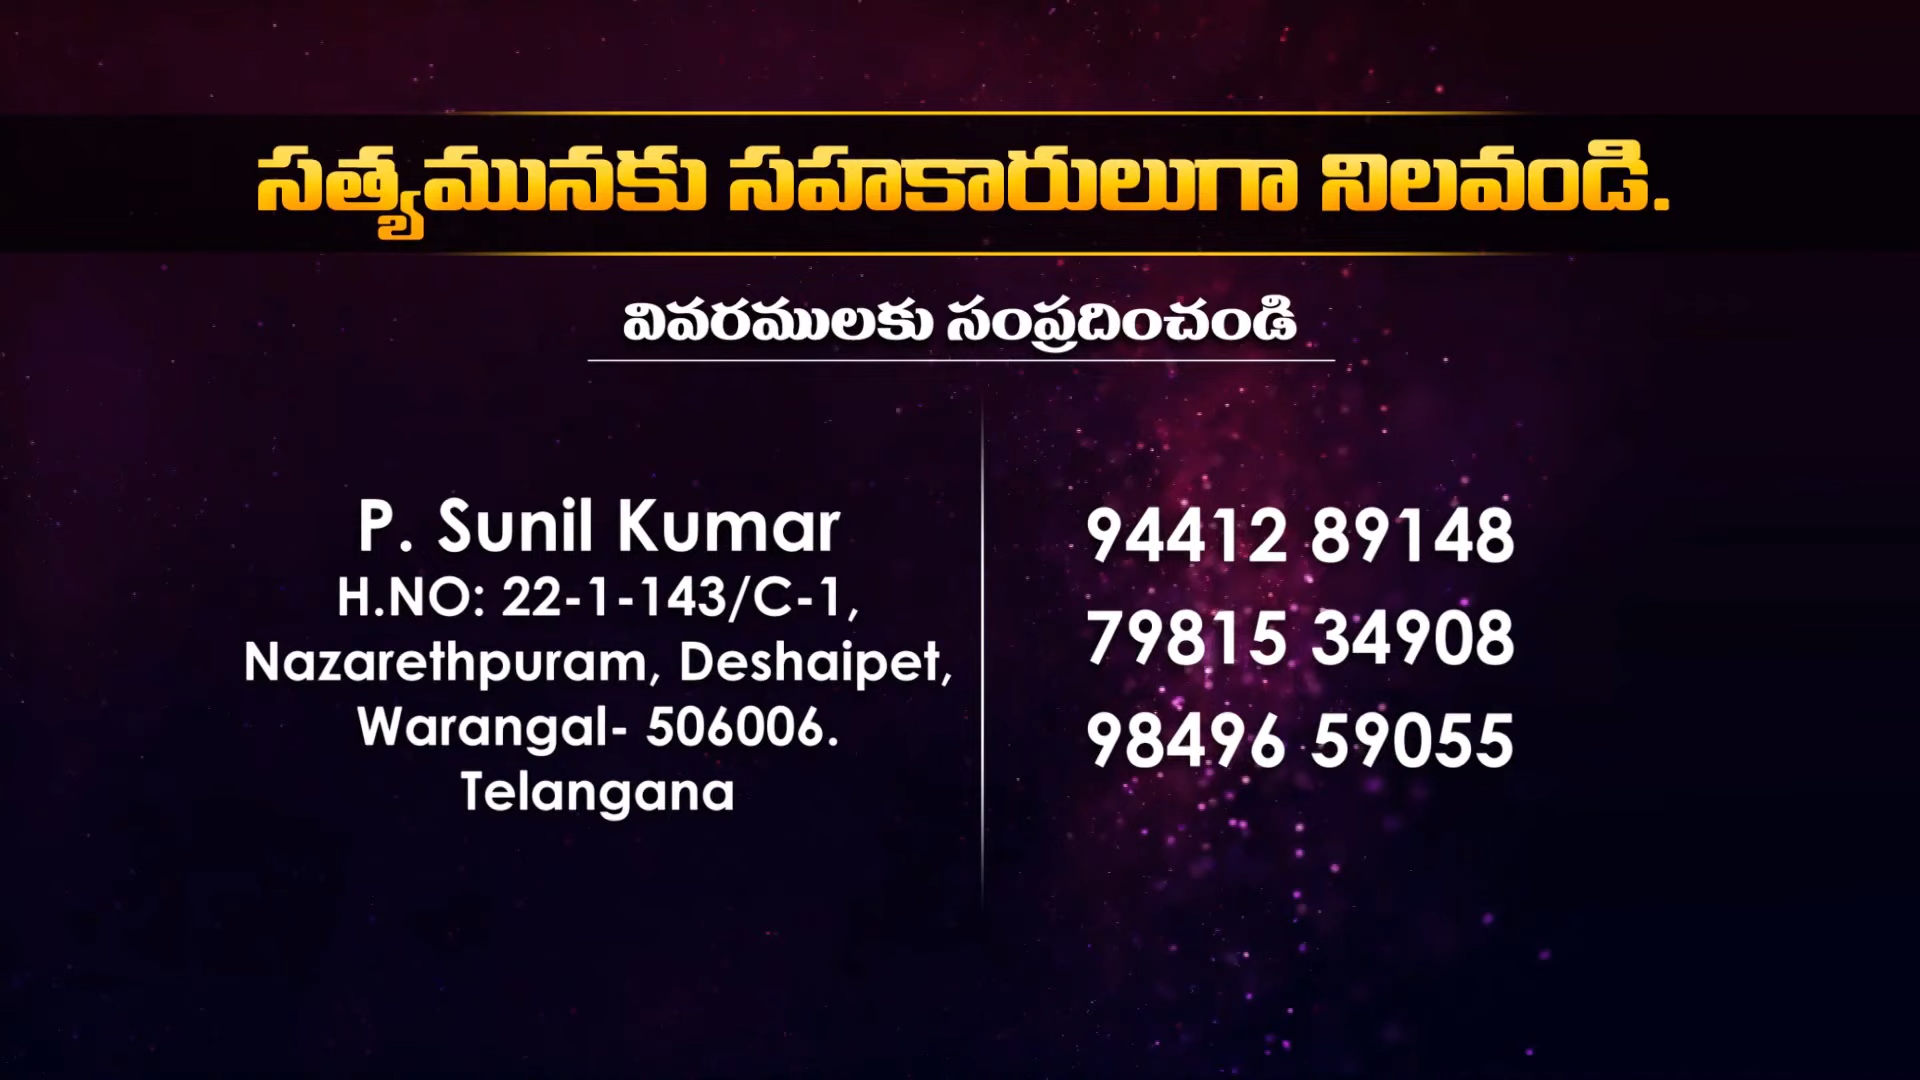 సత్యమునకు సహకారులుగా నిలవండి.
వివరములకు సంప్రదించండి
P. Sunil Kumar
H.NO: 22-1-143/C-1,
Nazarethpuram, Deshaipet,
Warangal- 506006.
Telangana
94412 89148
79815 34908
98496 59055